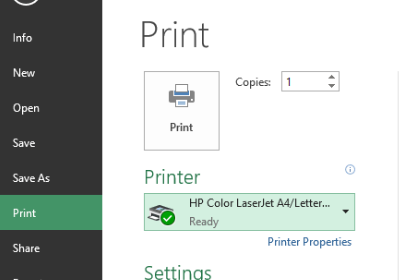 Print
Info
New
Open
Save
Save As
Print
Share
Copies: 1
Print
Printer
HP Color LaserJet A4/Letter...
Ready
Printer Properties
Settings